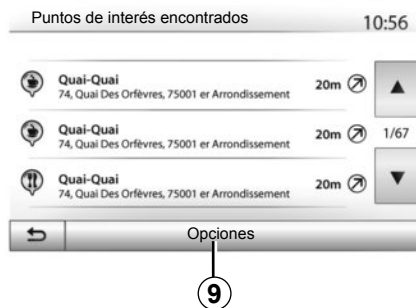 Puntos de interés encontrados 10:56
Quai-Quai
74, Quai Des Orfèvres, 75001 er Arrondissement
20m
Quai-Quai
74, Quai Des Orfèvres, 75001 er Arrondissement
20m 1/67
Quai-Quai
74, Quai Des Orfèvres, 75001 er Arrondissement
20m
Opciones
9